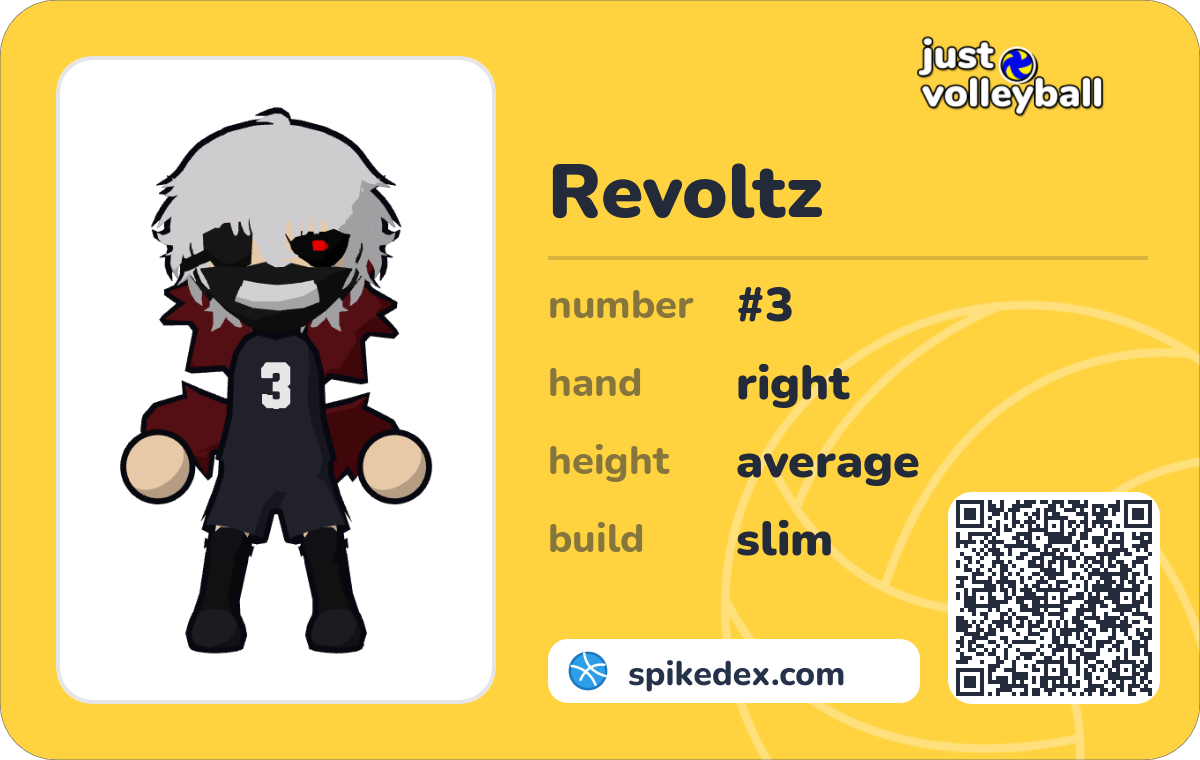 just
volleyball
Revoltz
number #3
hand right
height average
build slim
3
spikedex.com